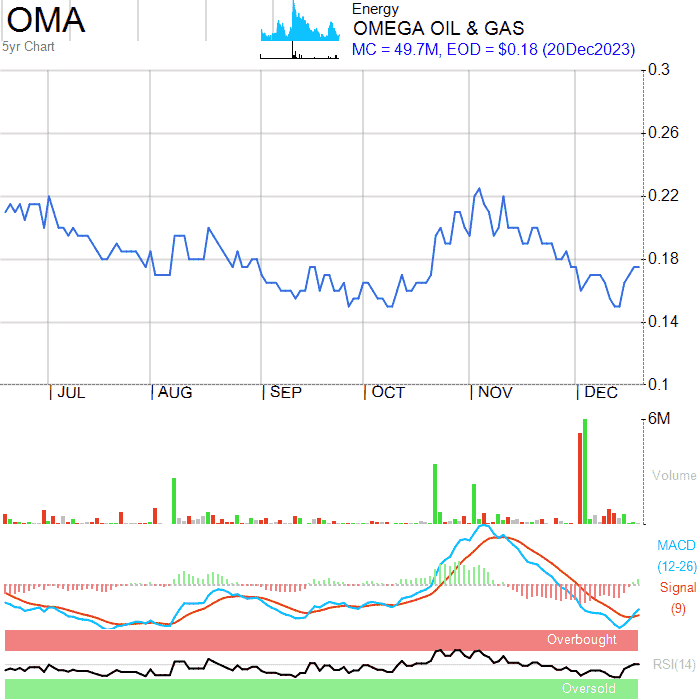 OMA
5yr Chart
Energy
OMEGA OIL & GAS
MC = 49.7M, EOD = $0.18 (20Dec2023)
0.3
0.26
0.22
0.18
0.14
0.1
JUL AUG SEP OCT NOV DEC
6M
Volume
MACD
(12-26)
Signal
(9)
Overbought
RSI(14)
Oversold